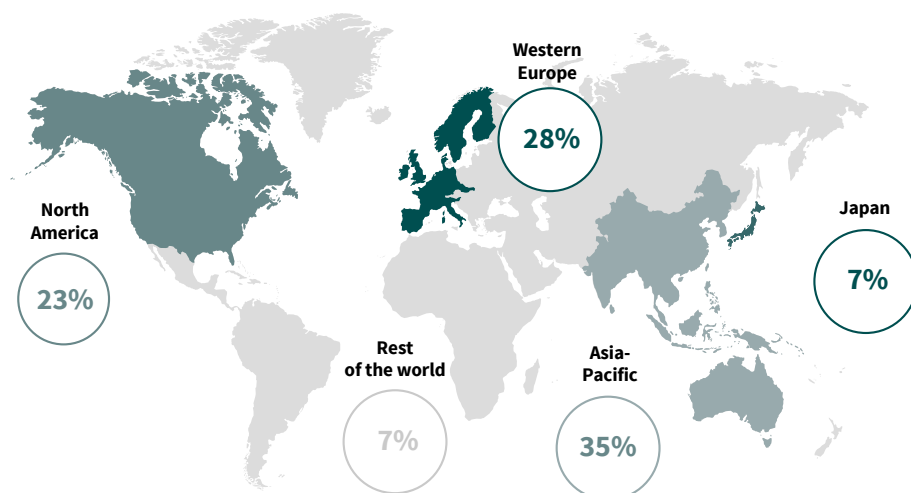 Western
Europe
28%
North
America
23%
Japan
7%
Rest
of the world
7%
Asia-
Pacific
35%